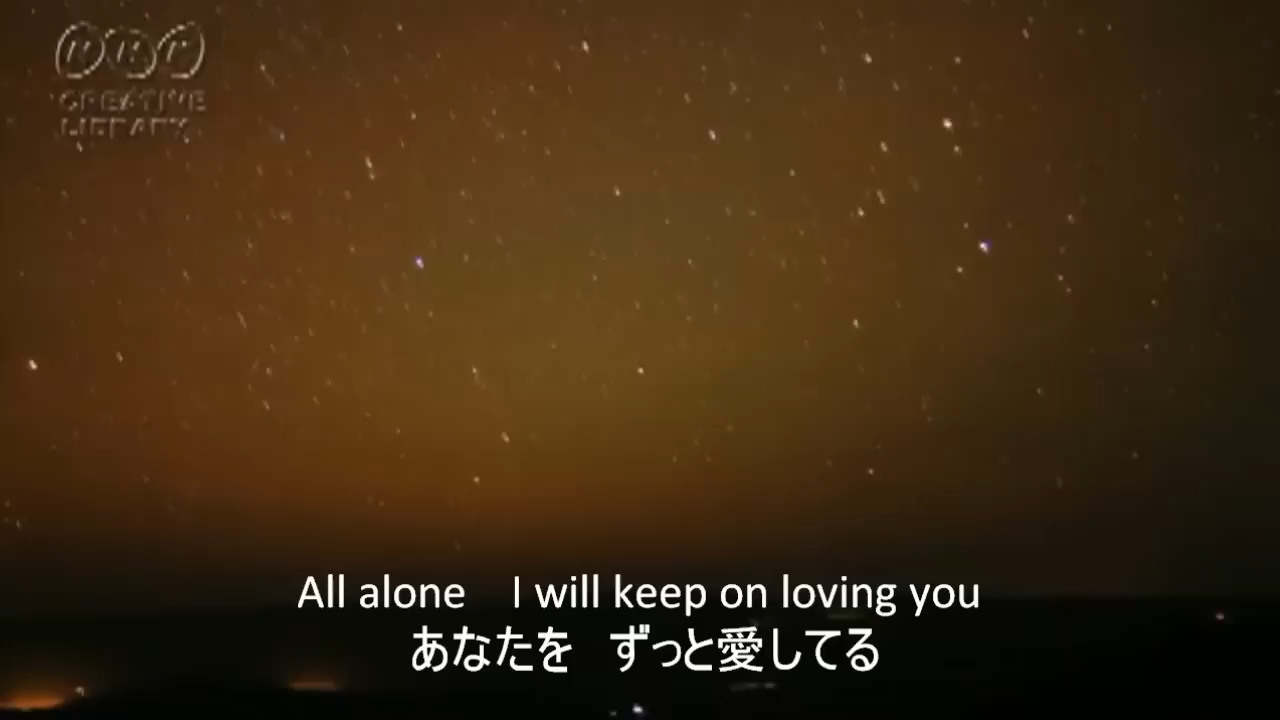 NHK
CREATIVE
LIBRARY
All alone I will keep on loving you
あなたを ずっと愛してる